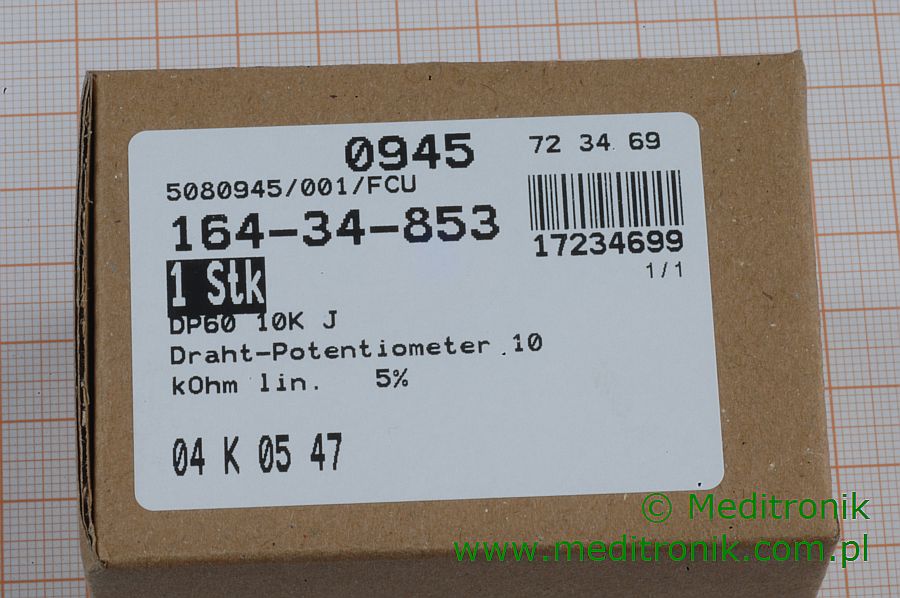 0945
72 34 69
5080945/001/FCU
164-34-853
17234699
1/1
1 Stk
DP60 10K J
Draht-Potentiometer 10
kOhm lin. 5%
04 K 05 47
© Meditronik
www.meditronik.com.pl